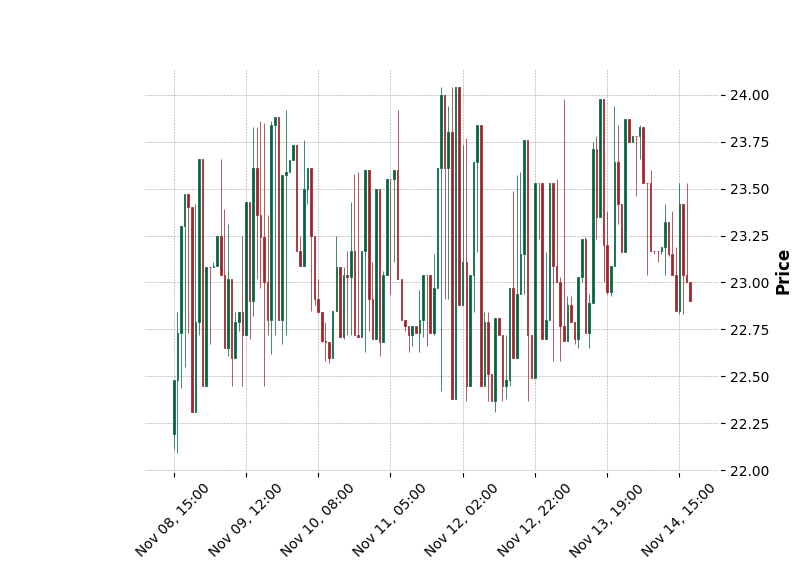 24.00
23.75
23.50
23.25
23.00
22.75
22.50
22.25
22.00
Price
Nov 08, 15:00
Nov 09, 12:00
Nov 10, 08:00
Nov 11, 05:00
Nov 12, 02:00
Nov 12, 22:00
Nov 13, 19:00
Nov 14, 15:00